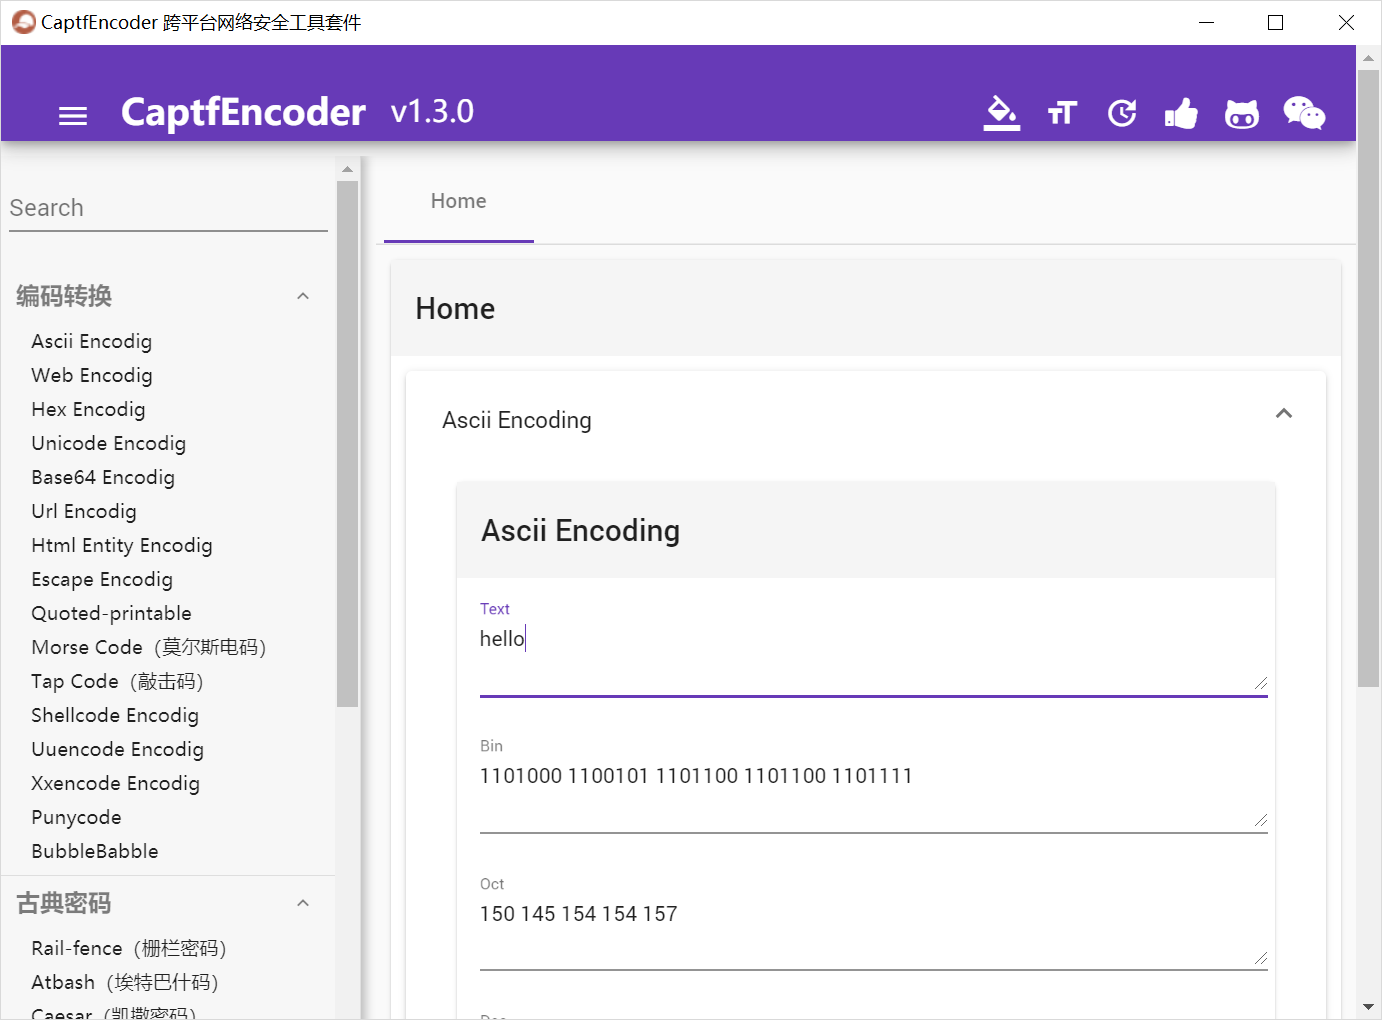 CaptfEncoder 跨平台网络安全工具套件
CaptfEncoder v1.3.0
Search
编码转换
Ascii Encodig
Web Encodig
Hex Encodig
Unicode Encodig
Base64 Encodig
Url Encodig
Html Entity Encodig
Escape Encodig
Quoted-printable
Morse Code（莫尔斯电码）
Tap Code（敲击码）
Shellcode Encodig
Uuencode Encodig
Xxencode Encodig
Punycode
BubbleBabble
古典密码
Rail-fence（栅栏密码）
Atbash（埃特巴什码）
Caesar（凯撒密码）
Home
Home
Ascii Encoding
Ascii Encoding
Text
hello
Bin
1101000 1100101 1101100 1101100 1101111
Oct
150 145 154 154 157